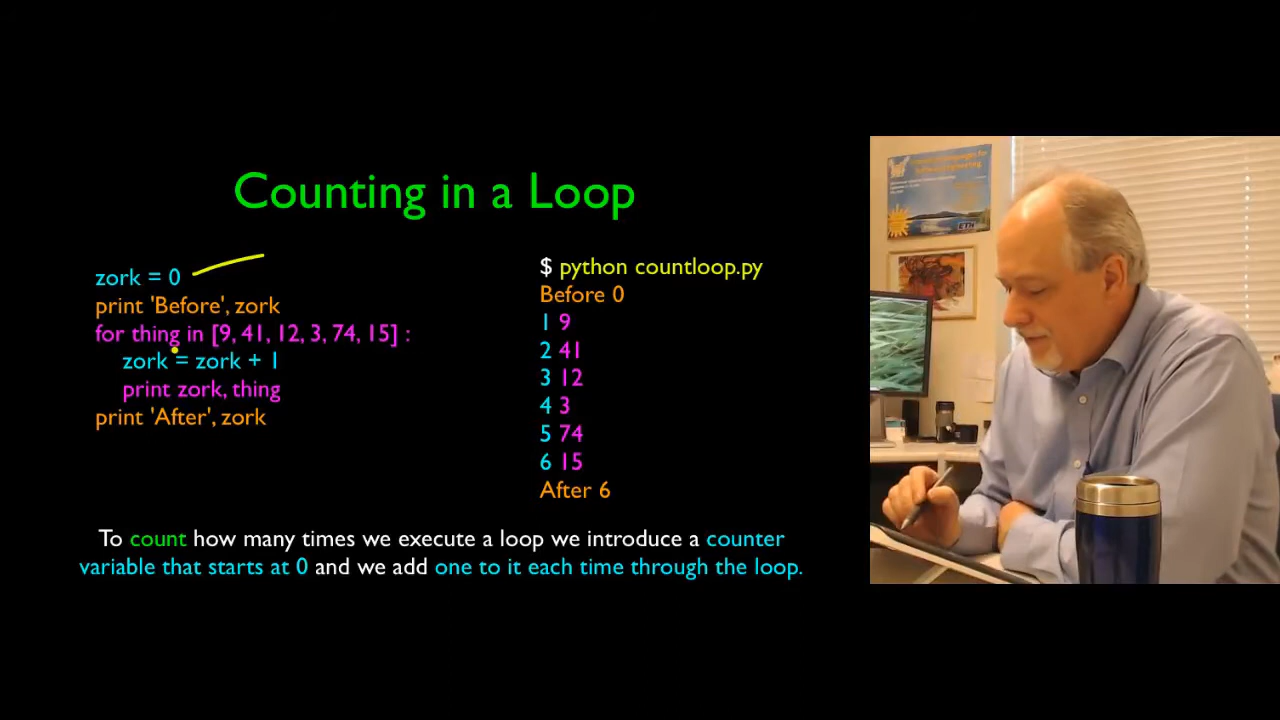 Counting in a Loop
zork = 0
print 'Before', zork
for thing in [9, 41, 12, 3, 74, 15] :
    zork = zork + 1
    print zork, thing
print 'After', zork
$ python countloop.py
Before 0
1 9
2 41
3 12
4 3
5 74
6 15
After 6
To count how many times we execute a loop we introduce a counter
variable that starts at 0 and we add one to it each time through the loop.